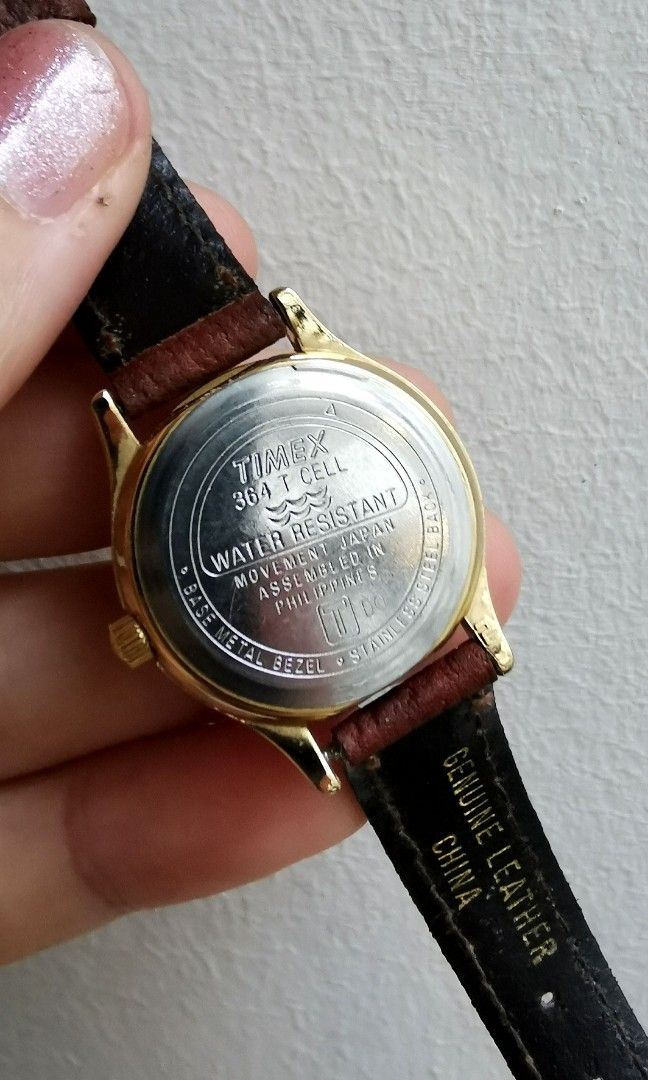 TIMEX
364 T CELL
WATER RESISTANT
MOVEMENT JAPAN
ASSEMBLED IN
PHILIPPINES
T
• BASE METAL BEZEL • STAINLESS STEEL BACK •
GENUINE LEATHER
CHINA